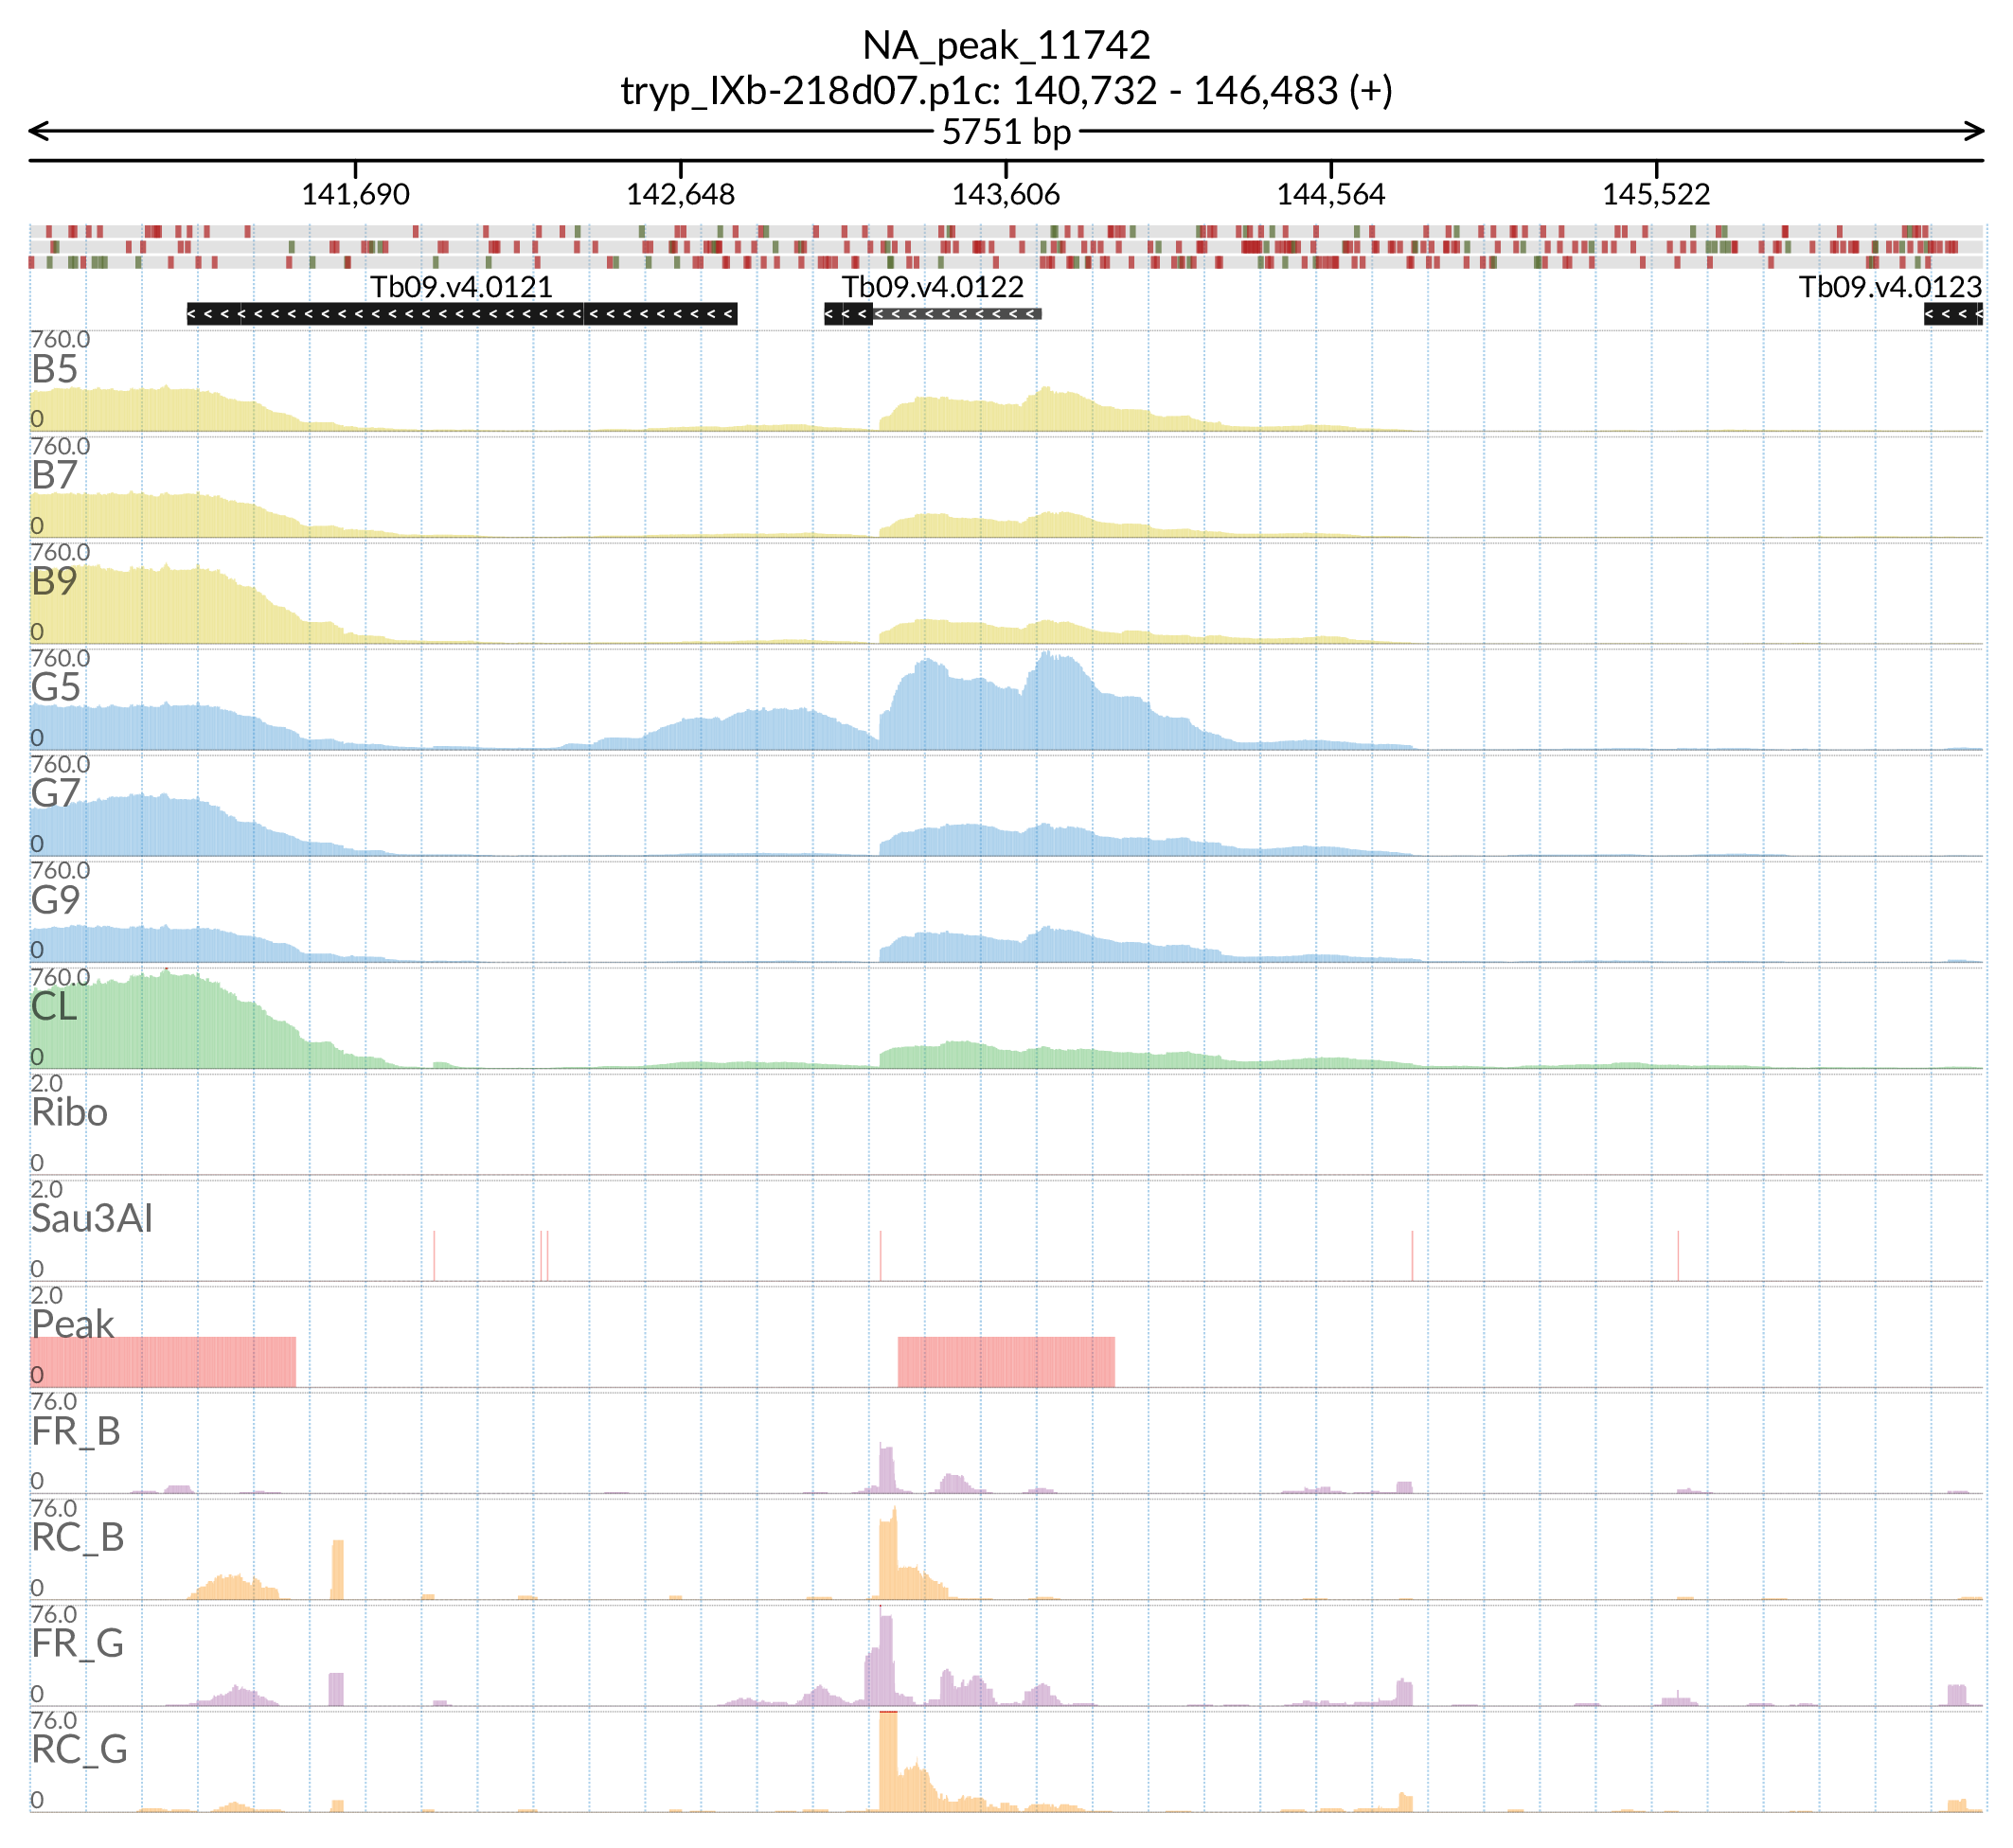 NA_peak_11742
tryp_IXb-218d07.p1c: 140,732 - 146,483 (+)
5751 bp
141,690 142,648 143,606 144,564 145,522
Tb09.v4.0121 Tb09.v4.0122 Tb09.v4.0123
760.0
B5
0
760.0
B7
0
760.0
B9
0
760.0
G5
0
760.0
G7
0
760.0
G9
0
760.0
CL
0
2.0
Ribo
0
2.0
Sau3AI
0
2.0
Peak
0
76.0
FR_B
0
76.0
RC_B
0
76.0
FR_G
0
76.0
RC_G
0